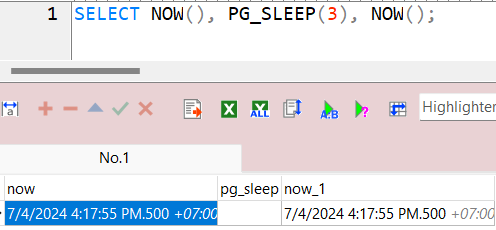 1 SELECT NOW(), PG_SLEEP(3), NOW();
a X ALL A.B ? Highlighter
No.1
now pg_sleep now_1
7/4/2024 4:17:55 PM.500 +07:00 7/4/2024 4:17:55 PM.500 +07:00